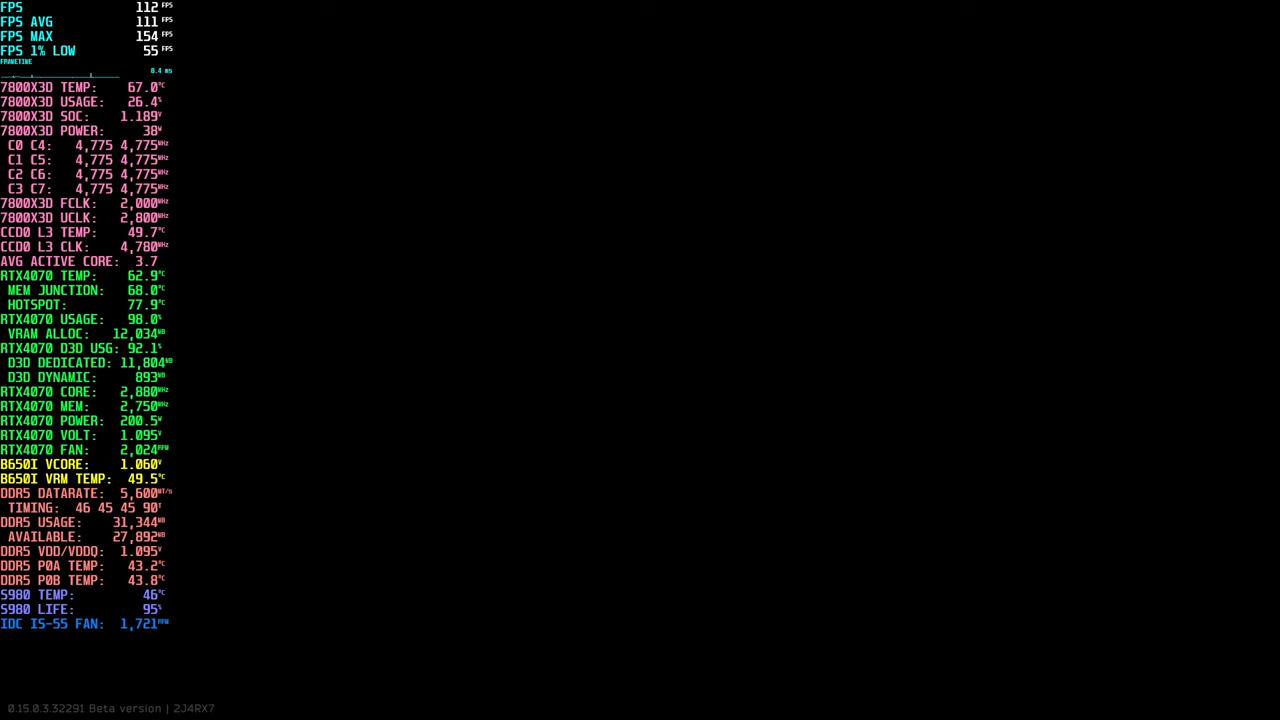 FPS 112 FPS
FPS AVG 111 FPS
FPS MAX 154 FPS
FPS 1% LOW 55 FPS
FRAMETIME
8.4 ms
7800X3D TEMP: 67.0°C
7800X3D USAGE: 26.4%
7800X3D SOC: 1.189V
7800X3D POWER: 38W
C0 C4: 4,775 4,775MHz
C1 C5: 4,775 4,775MHz
C2 C6: 4,775 4,775MHz
C3 C7: 4,775 4,775MHz
7800X3D FCLK: 2,000MHz
7800X3D UCLK: 2,800MHz
CCD0 L3 TEMP: 49.7°C
CCD0 L3 CLK: 4,780MHz
AVG ACTIVE CORE: 3.7
RTX4070 TEMP: 62.9°C
MEM JUNCTION: 68.0°C
HOTSPOT: 77.9°C
RTX4070 USAGE: 98.0%
VRAM ALLOC: 12,034MB
RTX4070 D3D USG: 92.1%
D3D DEDICATED: 11,804MB
D3D DYNAMIC: 893MB
RTX4070 CORE: 2,880MHz
RTX4070 MEM: 2,750MHz
RTX4070 POWER: 200.5W
RTX4070 VOLT: 1.095V
RTX4070 FAN: 2,024RPM
B650I VCORE: 1.060V
B650I VRM TEMP: 49.5°C
DDR5 DATARATE: 5,600MT/s
TIMING: 46 45 45 90T
DDR5 USAGE: 31,344MB
AVAILABLE: 27,892MB
DDR5 VDD/VDDQ: 1.095V
DDR5 P0A TEMP: 43.2°C
DDR5 P0B TEMP: 43.8°C
S980 TEMP: 46°C
S980 LIFE: 95%
IDC IS-55 FAN: 1,721RPM
0.15.0.3.32291 Beta version | 2J4RX7